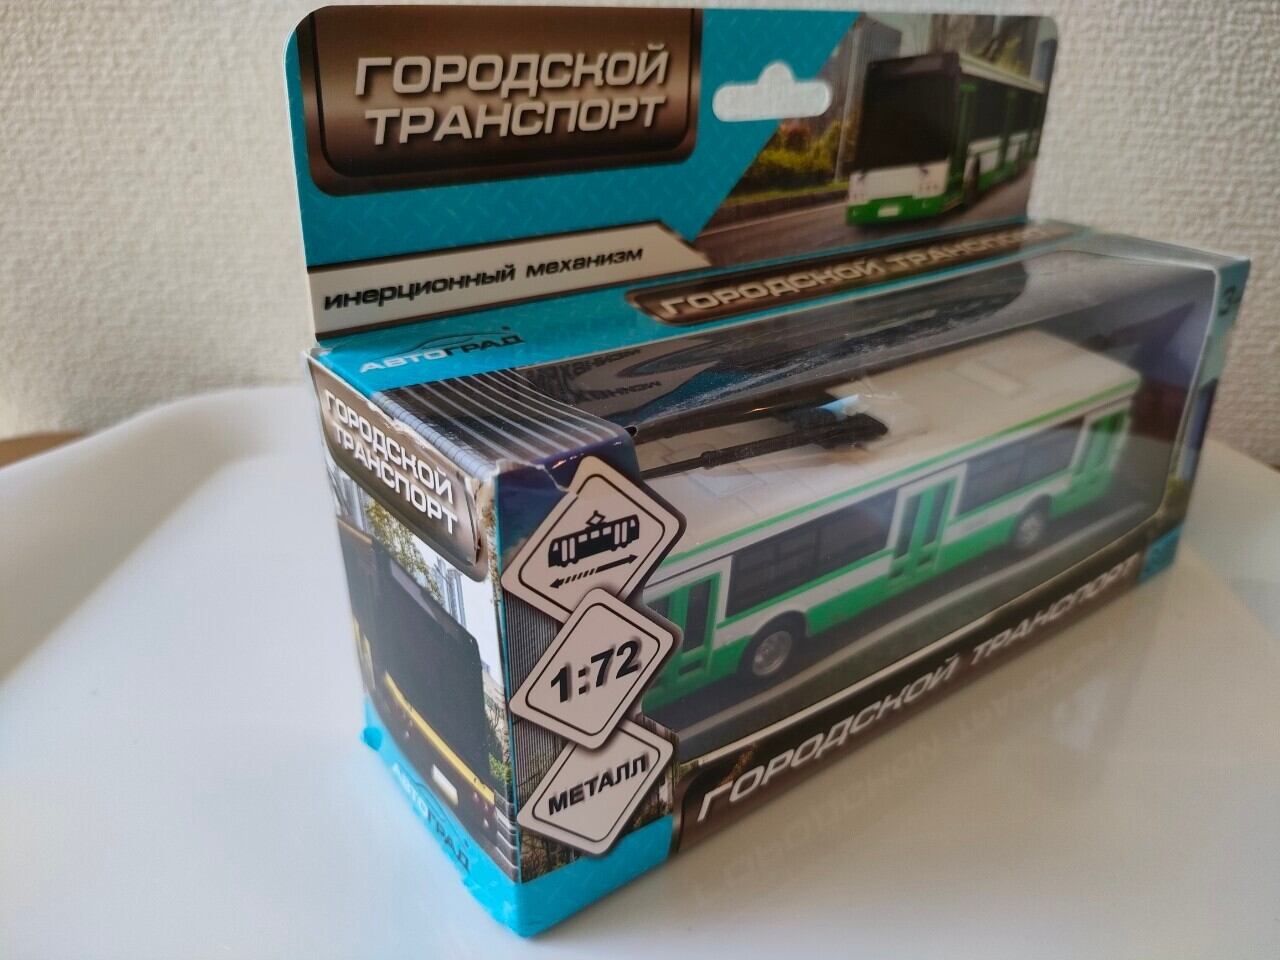 ГОРОДСКОЙ
ТРАНСПОРТ
инерционный механизм
ГОРОДСКОЙ ТРАНСПОРТ
АВТОГРАД
ГОРОДСКОЙ
ТРАНСПОРТ
1:72
МЕТАЛЛ
ГОРОДСКОЙ ТРАНСПОРТ
АВТОГРАД